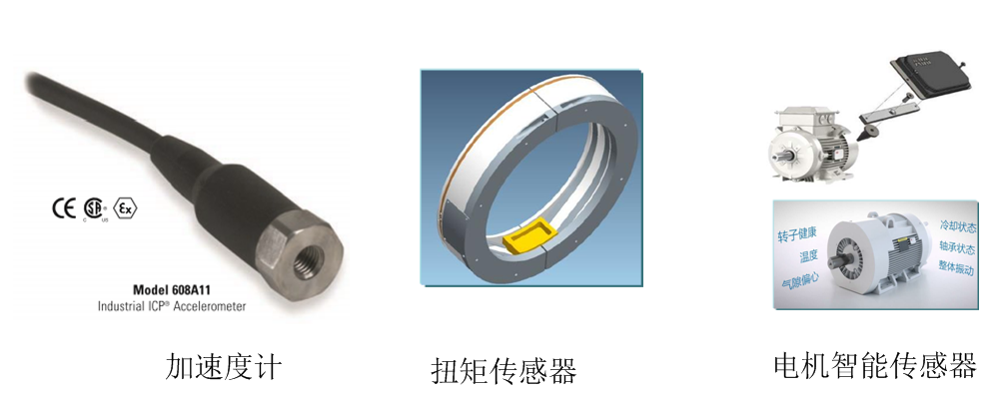 CE
Ex
Model 608A11
Industrial ICP® Accelerometer
加速度计
扭矩传感器
转子健康
温度
气隙偏心
冷却状态
轴承状态
整体振动
电机智能传感器